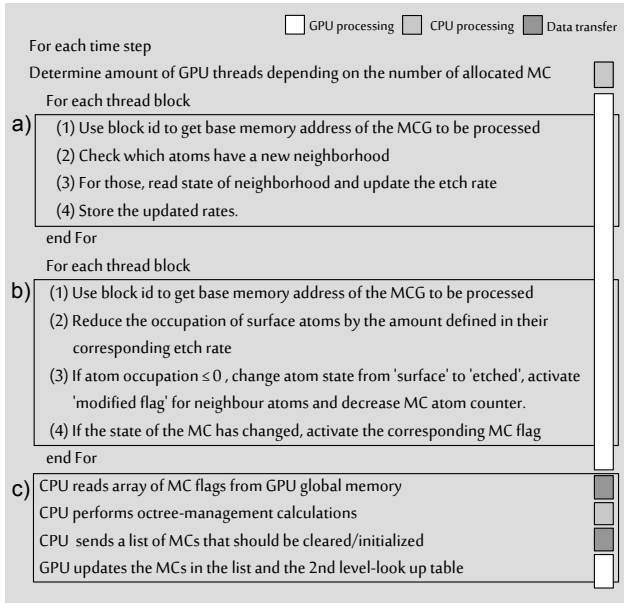 GPU processing CPU processing Data transfer
For each time step
Determine amount of GPU threads depending on the number of allocated MC
For each thread block
a)
(1) Use block id to get base memory address of the MCG to be processed
(2) Check which atoms have a new neighborhood
(3) For those, read state of neighborhood and update the etch rate
(4) Store the updated rates.
end For
For each thread block
b)
(1) Use block id to get base memory address of the MCG to be processed
(2) Reduce the occupation of surface atoms by the amount defined in their
corresponding etch rate
(3) If atom occupation ≤ 0 , change atom state from 'surface' to 'etched', activate
'modified flag' for neighbour atoms and decrease MC atom counter.
(4) If the state of the MC has changed, activate the corresponding MC flag
end For
c)
CPU reads array of MC flags from GPU global memory
CPU performs octree-management calculations
CPU sends a list of MCs that should be cleared/initialized
GPU updates the MCs in the list and the 2nd level-look up table